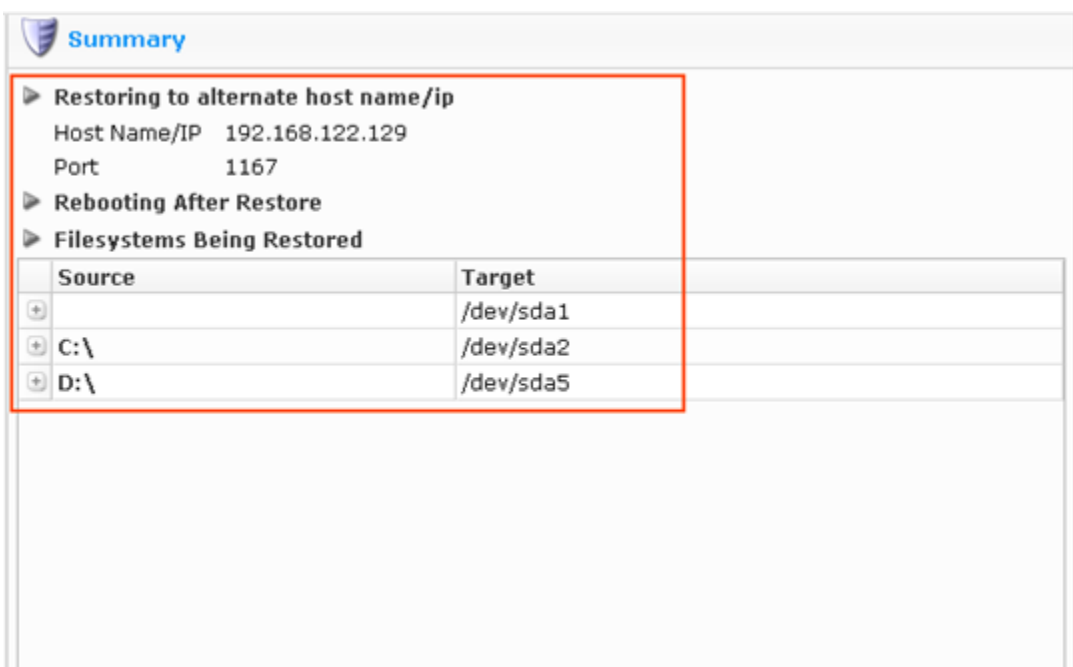 Summary
Restoring to alternate host name/ip
Host Name/IP 192.168.122.129
Port 1167
Rebooting After Restore
Filesystems Being Restored
Source Target
/dev/sda1
C:\ /dev/sda2
D:\ /dev/sda5